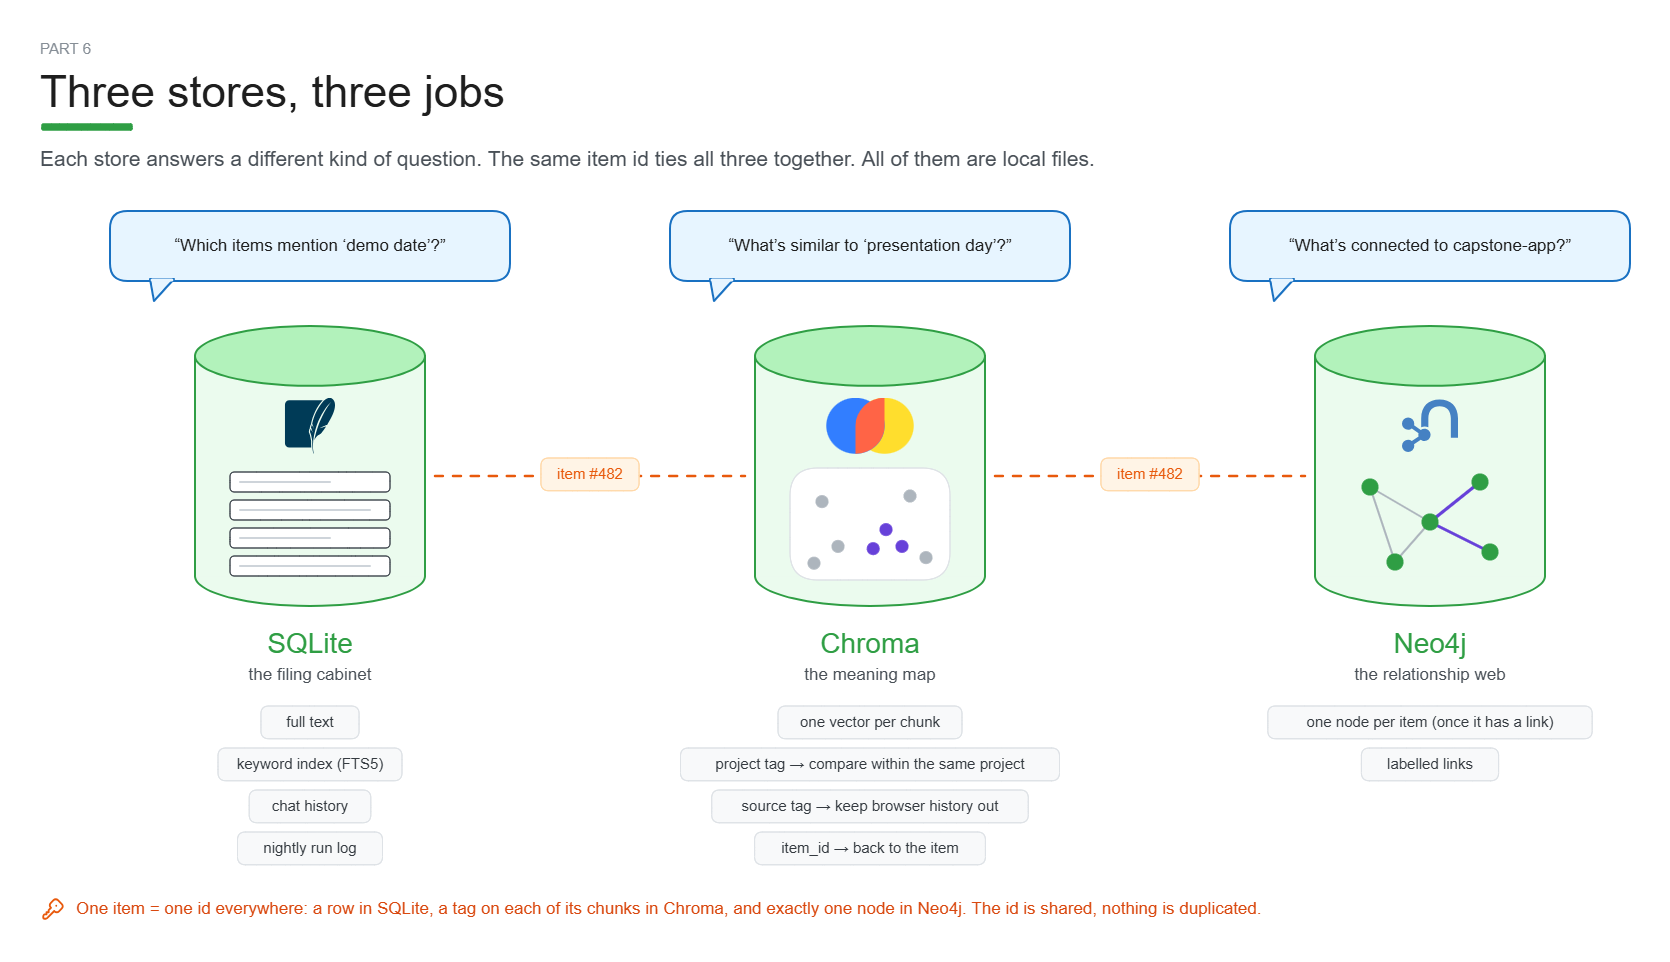 PART 6
Three stores, three jobs
Each store answers a different kind of question. The same item id ties all three together. All of them are local files.
“Which items mention ‘demo date’?”
“What’s similar to ‘presentation day’?”
“What’s connected to capstone-app?”
item #482
item #482
SQLite
the filing cabinet
full text
keyword index (FTS5)
chat history
nightly run log
Chroma
the meaning map
one vector per chunk
project tag → compare within the same project
source tag → keep browser history out
item_id → back to the item
Neo4j
the relationship web
one node per item (once it has a link)
labelled links
One item = one id everywhere: a row in SQLite, a tag on each of its chunks in Chroma, and exactly one node in Neo4j. The id is shared, nothing is duplicated.